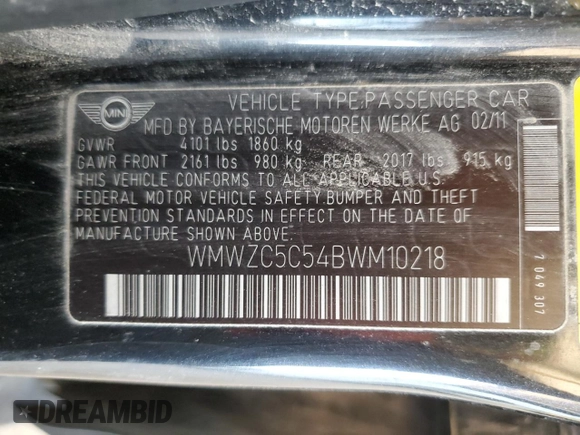 MINI
VEHICLE TYPE:PASSENGER CAR
MFD BY BAYERISCHE MOTOREN WERKE AG 02/11
GVWR 4101 lbs 1860 kg
GAWR FRONT 2161 lbs 980 kg REAR 2017 lbs 915 kg
THIS VEHICLE CONFORMS TO ALL APPLICABLE U.S.
FEDERAL MOTOR VEHICLE SAFETY,BUMPER AND THEFT
PREVENTION STANDARDS IN EFFECT ON THE DATE OF
MANUFACTURE SHOWN ABOVE.
WMWZC5C54BWM10218
7 049 307
DREAMBID